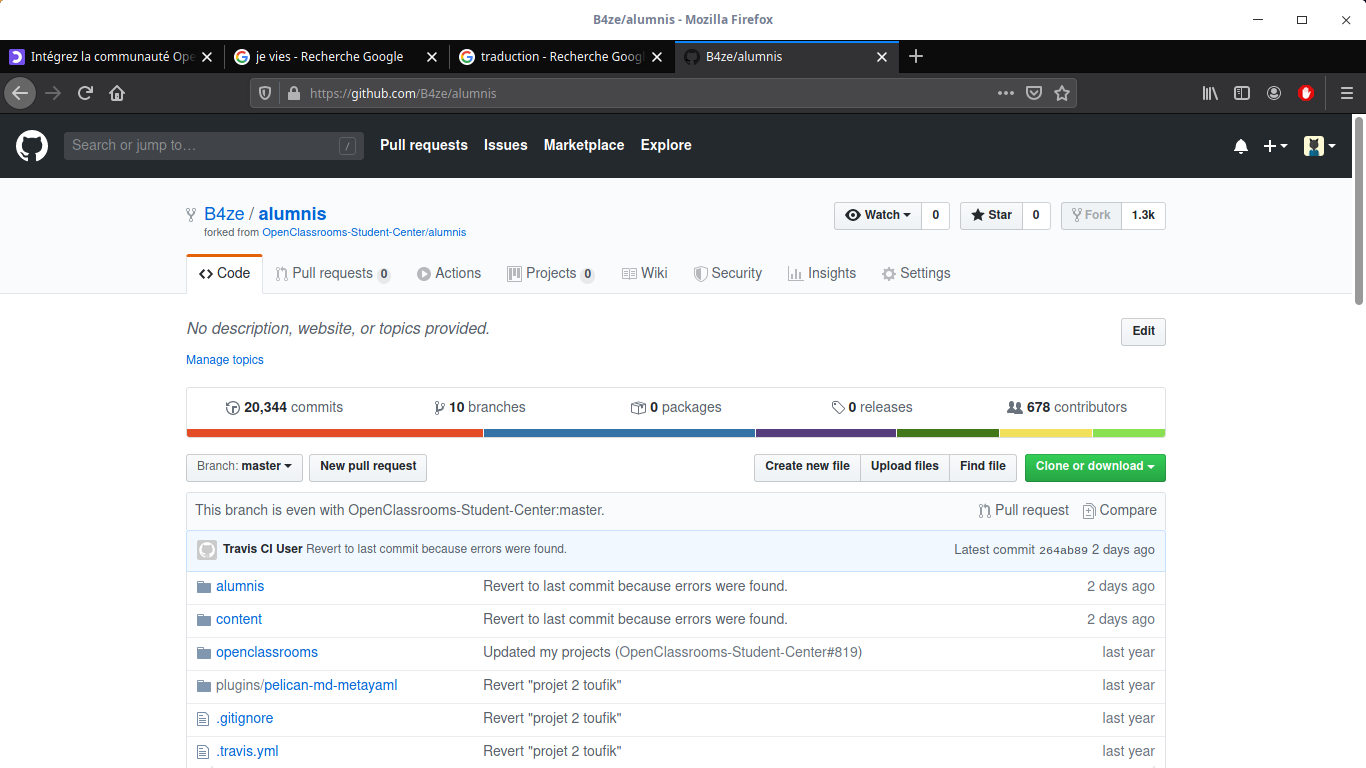 B4ze/alumnis - Mozilla Firefox
Intégrez la communauté Ope
je vies - Recherche Google
traduction - Recherche Googl
B4ze/alumnis
https://github.com/B4ze/alumnis
Search or jump to… /
Pull requests Issues Marketplace Explore
B4ze / alumnis
Watch 0 Star 0 Fork 1.3k
forked from OpenClassrooms-Student-Center/alumnis
Code Pull requests 0 Actions Projects 0 Wiki Security Insights Settings
No description, website, or topics provided.
Edit
Manage topics
20,344 commits 10 branches 0 packages 0 releases 678 contributors
Branch: master New pull request Create new file Upload files Find file Clone or download
This branch is even with OpenClassrooms-Student-Center:master. Pull request Compare
Travis CI User Revert to last commit because errors were found. Latest commit 264ab89 2 days ago
alumnis Revert to last commit because errors were found. 2 days ago
content Revert to last commit because errors were found. 2 days ago
openclassrooms Updated my projects (OpenClassrooms-Student-Center#819) last year
plugins/pelican-md-metayaml Revert "projet 2 toufik" last year
.gitignore Revert "projet 2 toufik" last year
.travis.yml Revert "projet 2 toufik" last year